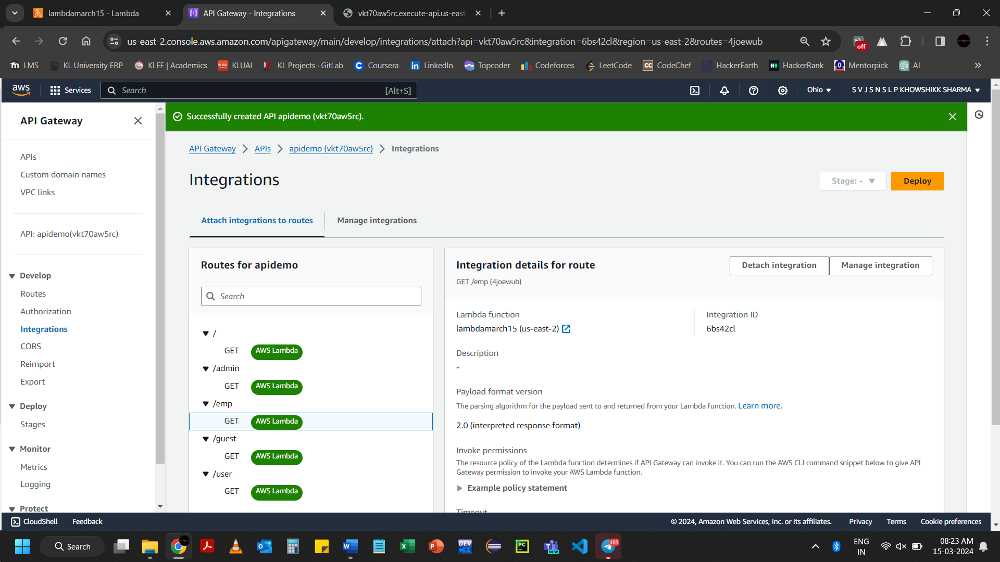 lambdamarch15 - Lambda
API Gateway - Integrations
vkt70aw5rc.execute-api.us-east
us-east-2.console.aws.amazon.com/apigateway/main/develop/integrations/attach?api=vkt70aw5rc&integration=6bs42cl&region=us-east-2&routes=4joewub
off
LMS
KL University ERP
KLEF | Academics
KLUAI
KL Projects · GitLab
Coursera
LinkedIn
Topcoder
Codeforces
LeetCode
CodeChef
HackerEarth
HackerRank
Mentorpick
AI
aws
Services
Search
[Alt+S]
Ohio
S V J S N S L P KHOWSHIKK SHARMA
API Gateway
Successfully created API apidemo (vkt70aw5rc).
APIs
Custom domain names
VPC links
API: apidemo(vkt70aw5rc)
Develop
Routes
Authorization
Integrations
CORS
Reimport
Export
Deploy
Stages
Monitor
Metrics
Logging
Protect
API Gateway > APIs > apidemo (vkt70aw5rc) > Integrations
Integrations
Stage: -
Deploy
Attach integrations to routes
Manage integrations
Routes for apidemo
Search
/
GET AWS Lambda
/admin
GET AWS Lambda
/emp
GET AWS Lambda
/guest
GET AWS Lambda
/user
GET AWS Lambda
Integration details for route
GET /emp (4joewub)
Detach integration
Manage integration
Lambda function
lambdamarch15 (us-east-2)
Integration ID
6bs42cl
Description
-
Payload format version
The parsing algorithm for the payload sent to and returned from your Lambda function. Learn more.
2.0 (interpreted response format)
Invoke permissions
The resource policy of the Lambda function determines if API Gateway can invoke it. You can run the AWS CLI command snippet below to give API
Gateway permission to invoke your AWS Lambda function.
Example policy statement
Timeout
CloudShell
Feedback
© 2024, Amazon Web Services, Inc. or its affiliates.
Privacy
Terms
Cookie preferences
Search
DEV
PC
NEW
489
ENG
IN
08:23 AM
15-03-2024